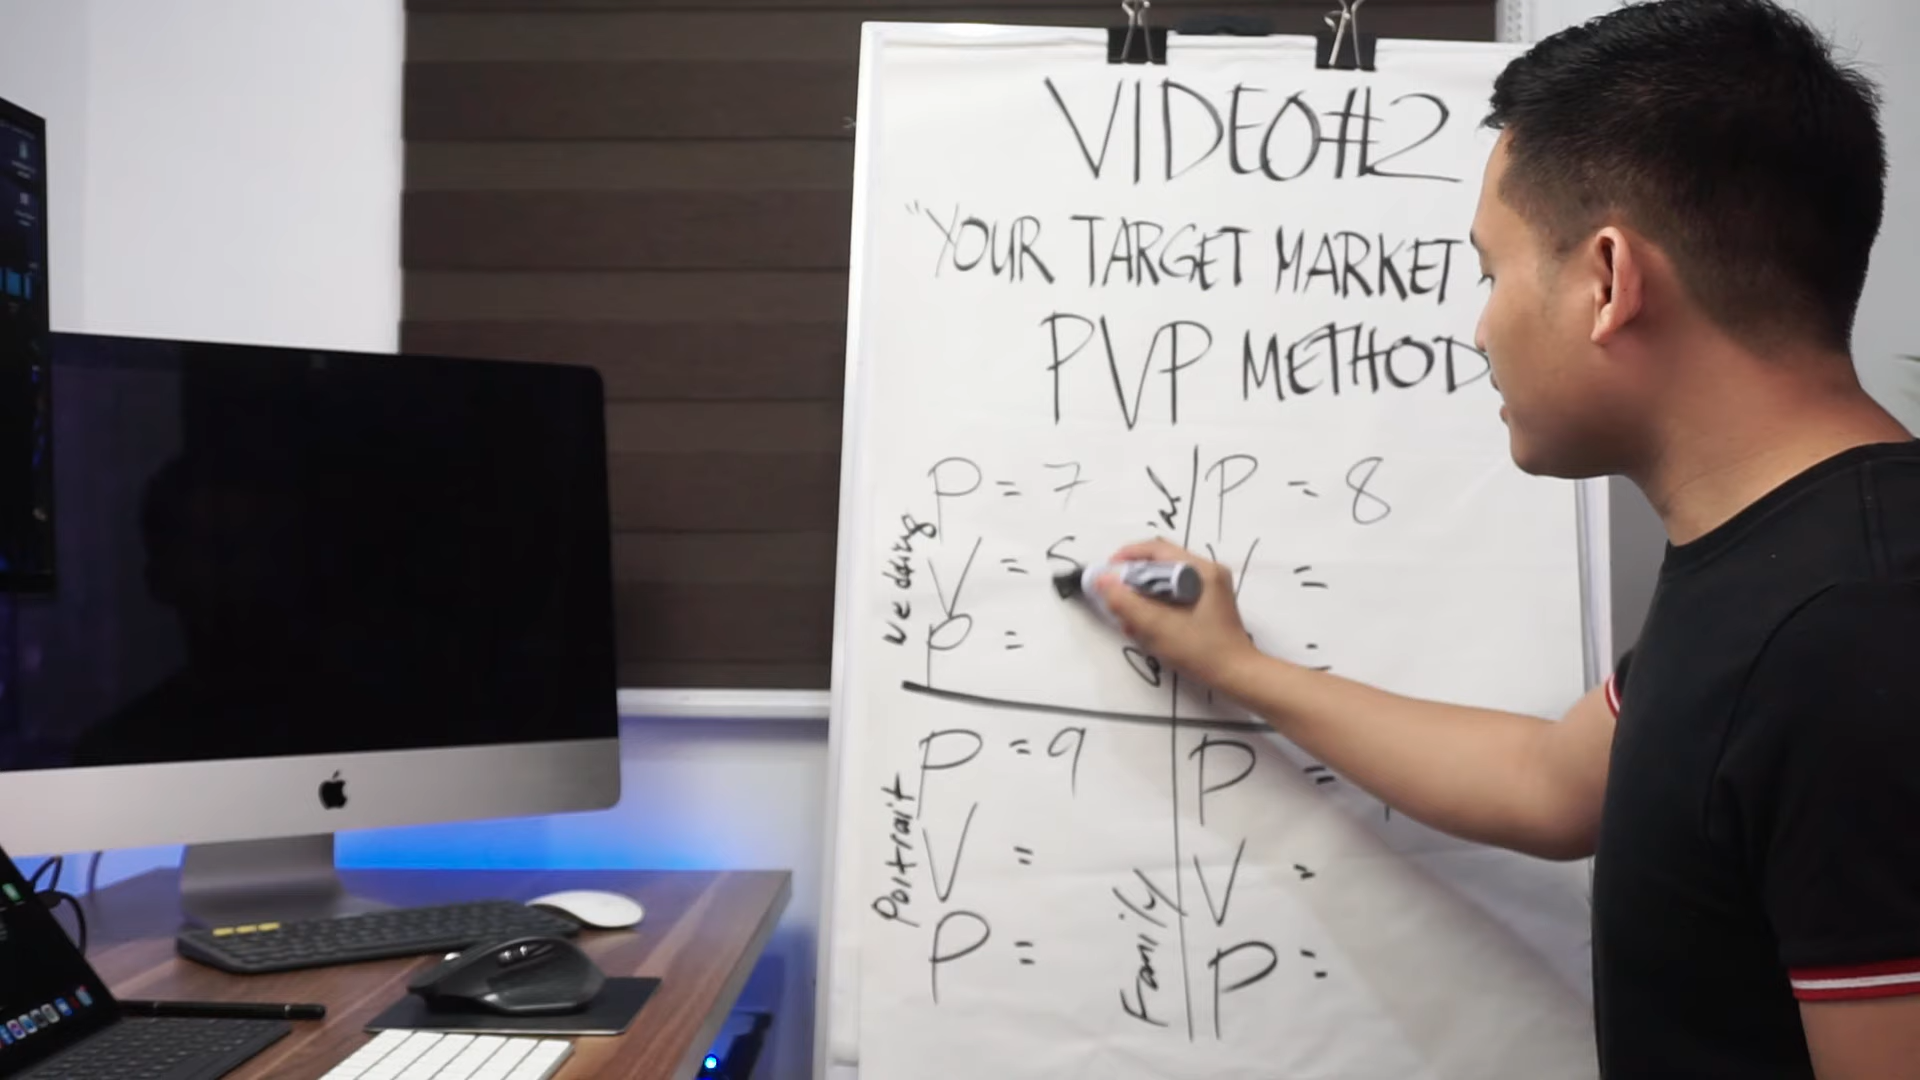 VIDEO#2
"YOUR TARGET MARKET
PVP METHOD
Wedding
P = 7
V = 5
P =
P = 8
V =
=
Portrait
P = 9
V =
P =
Family
P =
V =
P =